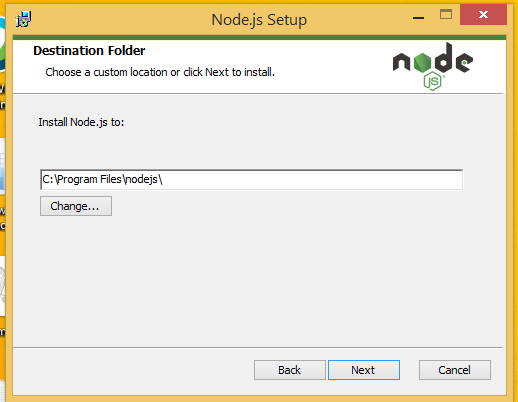 Node.js Setup
Destination Folder
Choose a custom location or click Next to install.
node
JS
Install Node.js to:
C:\Program Files\nodejs\
Change...
Back
Next
Cancel